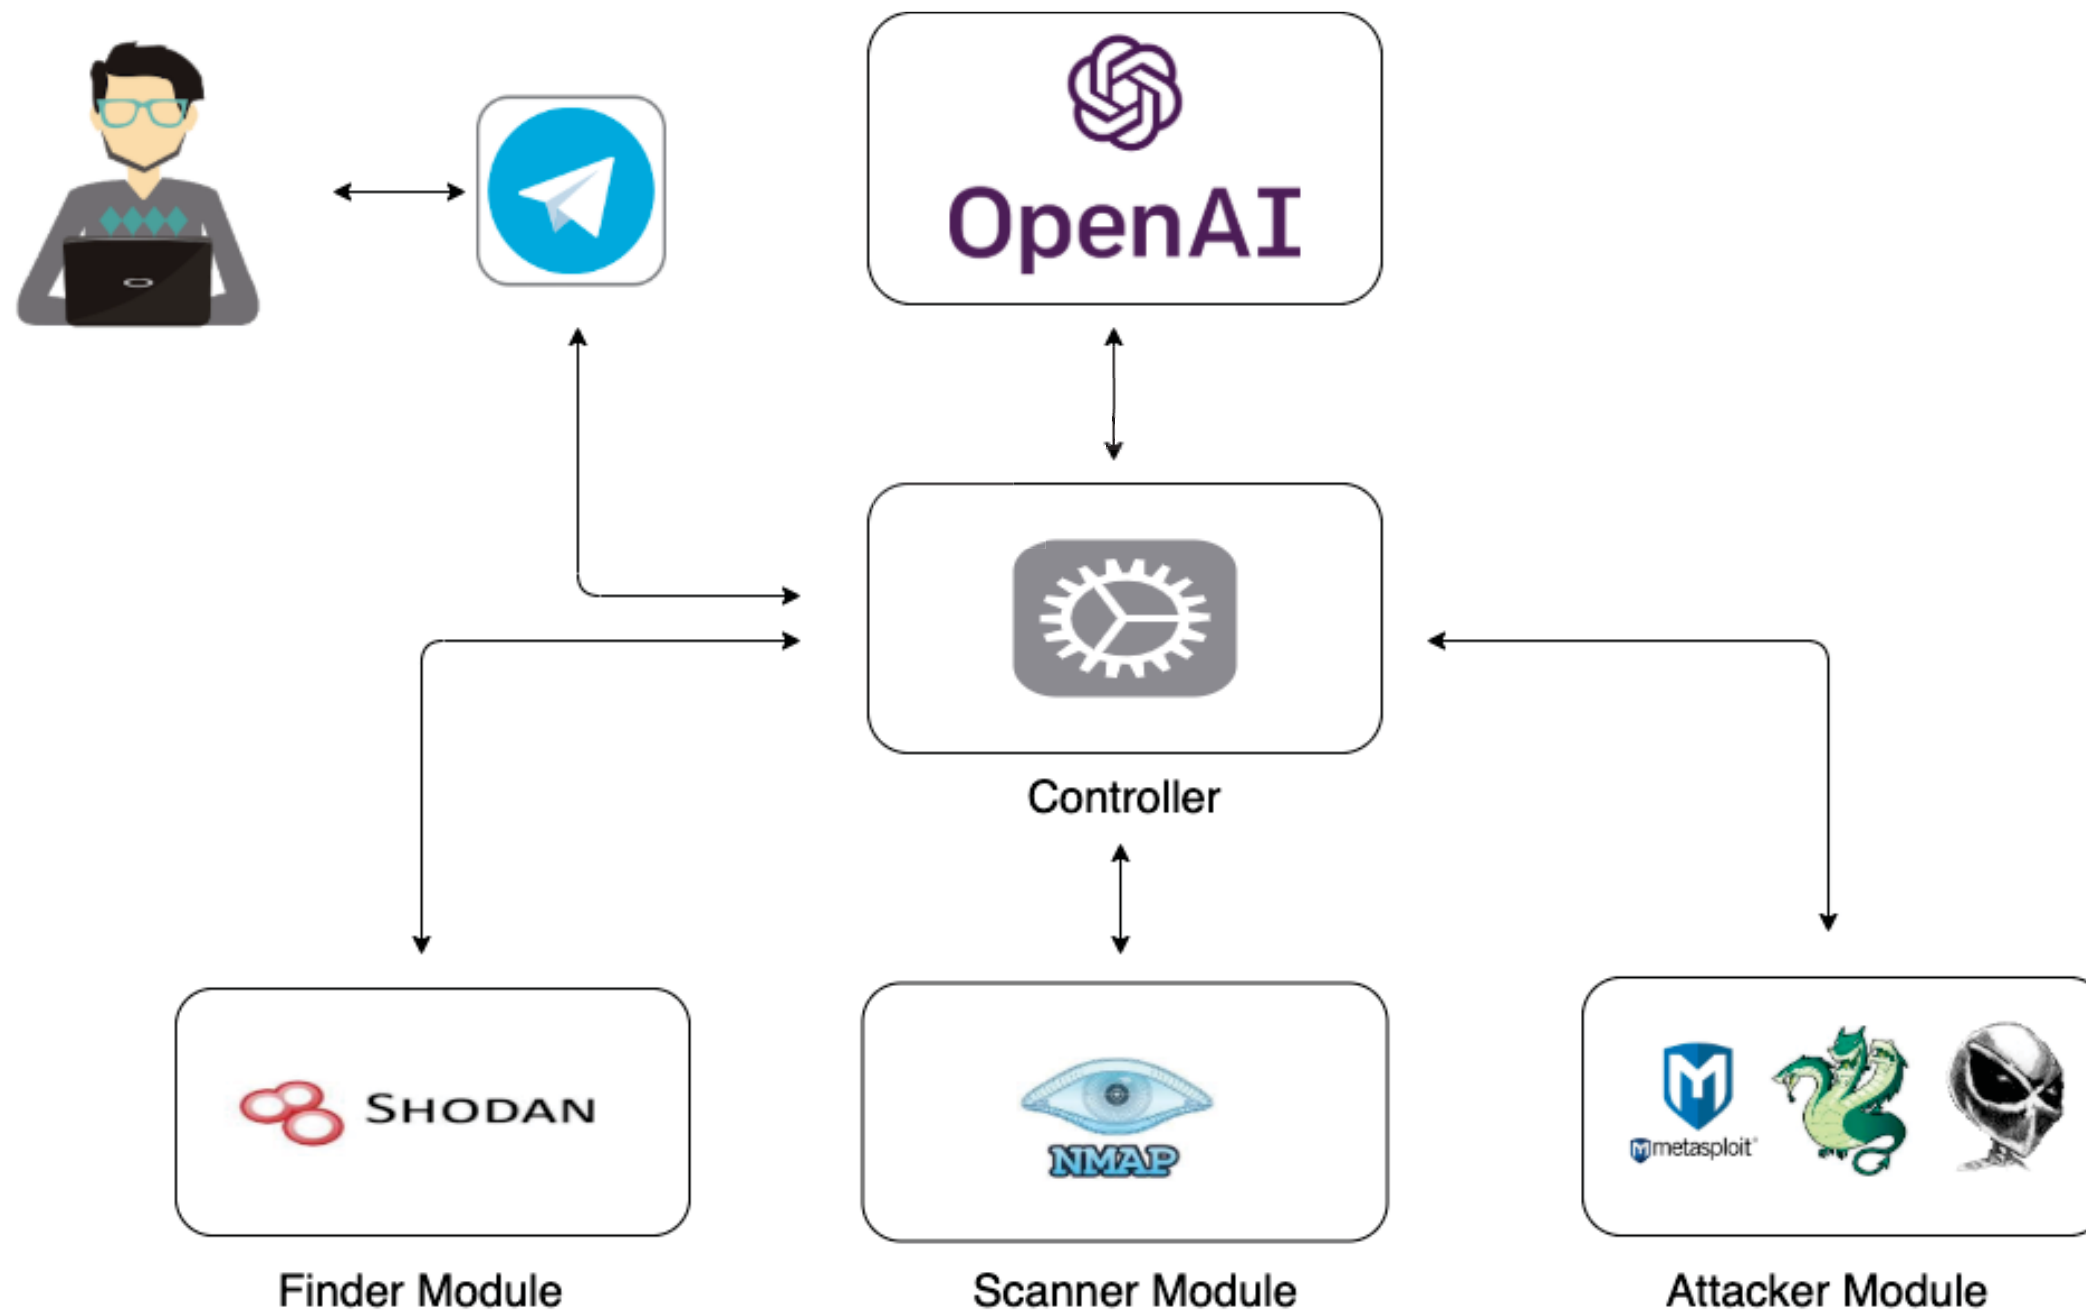 OpenAI
Controller
SHODAN
NMAP
metasploit®
Finder Module
Scanner Module
Attacker Module